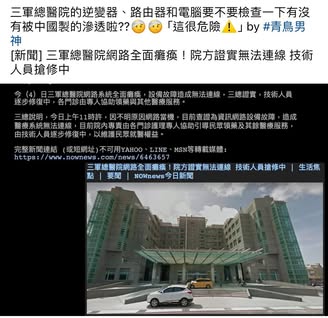 三軍總醫院的逆變器、路由器和電腦要不要檢查一下有沒
有被中國製的滲透啦??🤕🤕「這很危險⚠️」by #青鳥男
神
[新聞] 三軍總醫院網路全面癱瘓！院方證實無法連線 技術
人員搶修中
今（4）日三軍總醫院網路系統全面癱瘓，設備故障造成無法連線，三總證實，技術人員
逐步修復中，各門診由專人協助領藥與其他醫療服務。
三總說明，今日上午11時許，因不明原因網路當機，目前查證為資訊網路設備故障，造成
醫療系統無法連線，目前院內專責由各門診護理專人協助引導民眾領藥及其餘醫療服務，
由技術人員逐步修復中，以維護民眾就醫權益。
完整新聞連結 (或短網址)不可用YAHOO、LINE、MSN等轉載媒體:
https://www.nownews.com/news/6463657
三軍總醫院網路全面癱瘓！院方證實無法連線 技術人員搶修中 | 生活焦
點 | 要聞 | NOWnews今日新聞